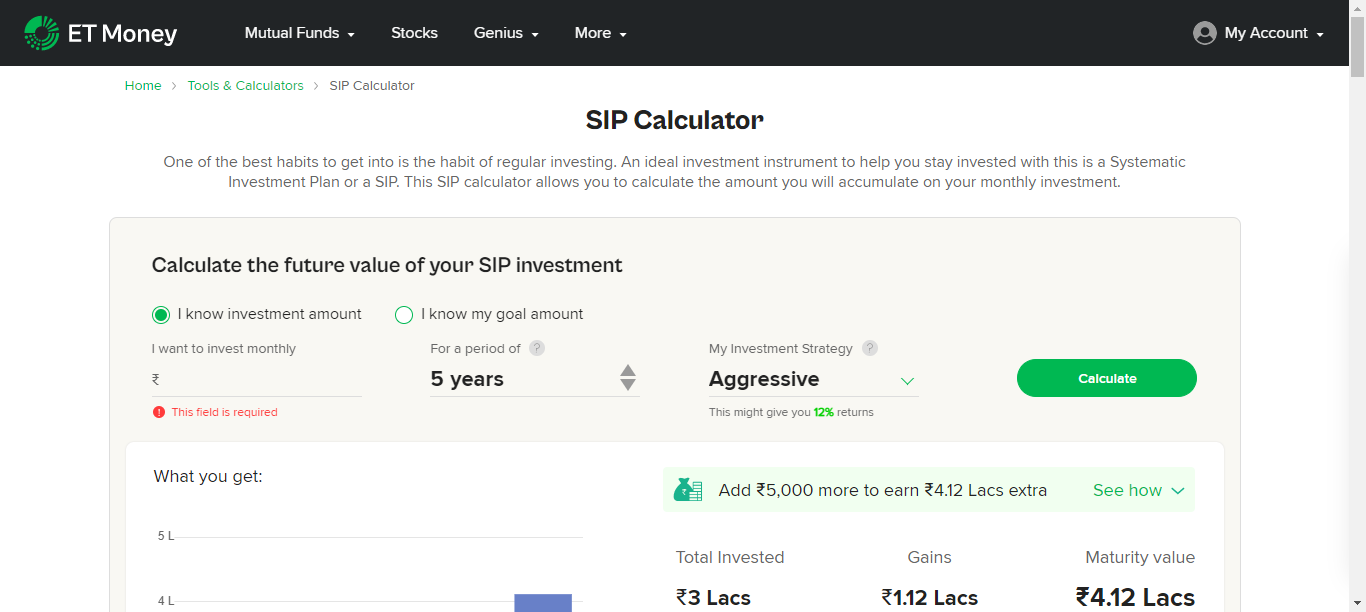 ET Money
Mutual Funds
Stocks
Genius
More
My Account
Home > Tools & Calculators > SIP Calculator
SIP Calculator
One of the best habits to get into is the habit of regular investing. An ideal investment instrument to help you stay invested with this is a Systematic
Investment Plan or a SIP. This SIP calculator allows you to calculate the amount you will accumulate on your monthly investment.
Calculate the future value of your SIP investment
I know investment amount
I know my goal amount
I want to invest monthly
₹
! This field is required
For a period of ?
5 years
My Investment Strategy ?
Aggressive
This might give you 12% returns
Calculate
What you get:
5 L
4 L
₹
Add ₹5,000 more to earn ₹4.12 Lacs extra
See how
Total Invested
₹3 Lacs
Gains
₹1.12 Lacs
Maturity value
₹4.12 Lacs